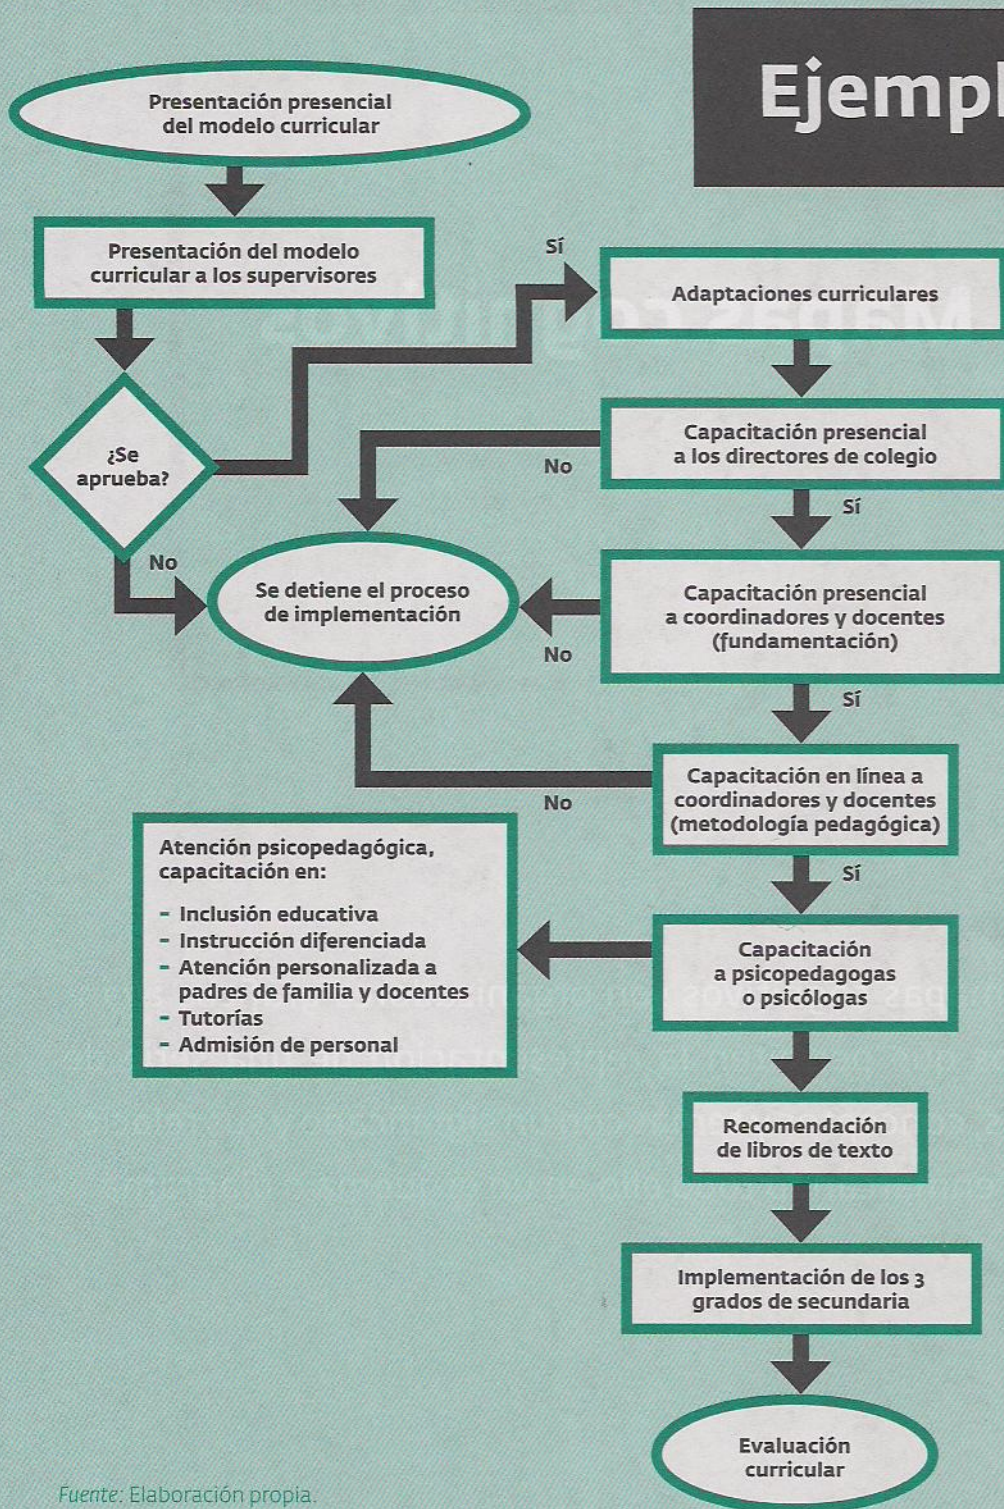 Ejempl
Presentación presencial
del modelo curricular
Presentación del modelo
curricular a los supervisores
¿Se
aprueba?
Sí
No
Adaptaciones curriculares
Capacitación presencial
a los directores de colegio
No
Sí
Se detiene el proceso
de implementación
Capacitación presencial
a coordinadores y docentes
(fundamentación)
No
Sí
Capacitación en línea a
coordinadores y docentes
(metodología pedagógica)
No
Sí
Atención psicopedagógica,
capacitación en:
- Inclusión educativa
- Instrucción diferenciada
- Atención personalizada a
padres de familia y docentes
- Tutorías
- Admisión de personal
Capacitación
a psicopedagogas
o psicólogas
Recomendación
de libros de texto
Implementación de los 3
grados de secundaria
Evaluación
curricular
Fuente: Elaboración propia.